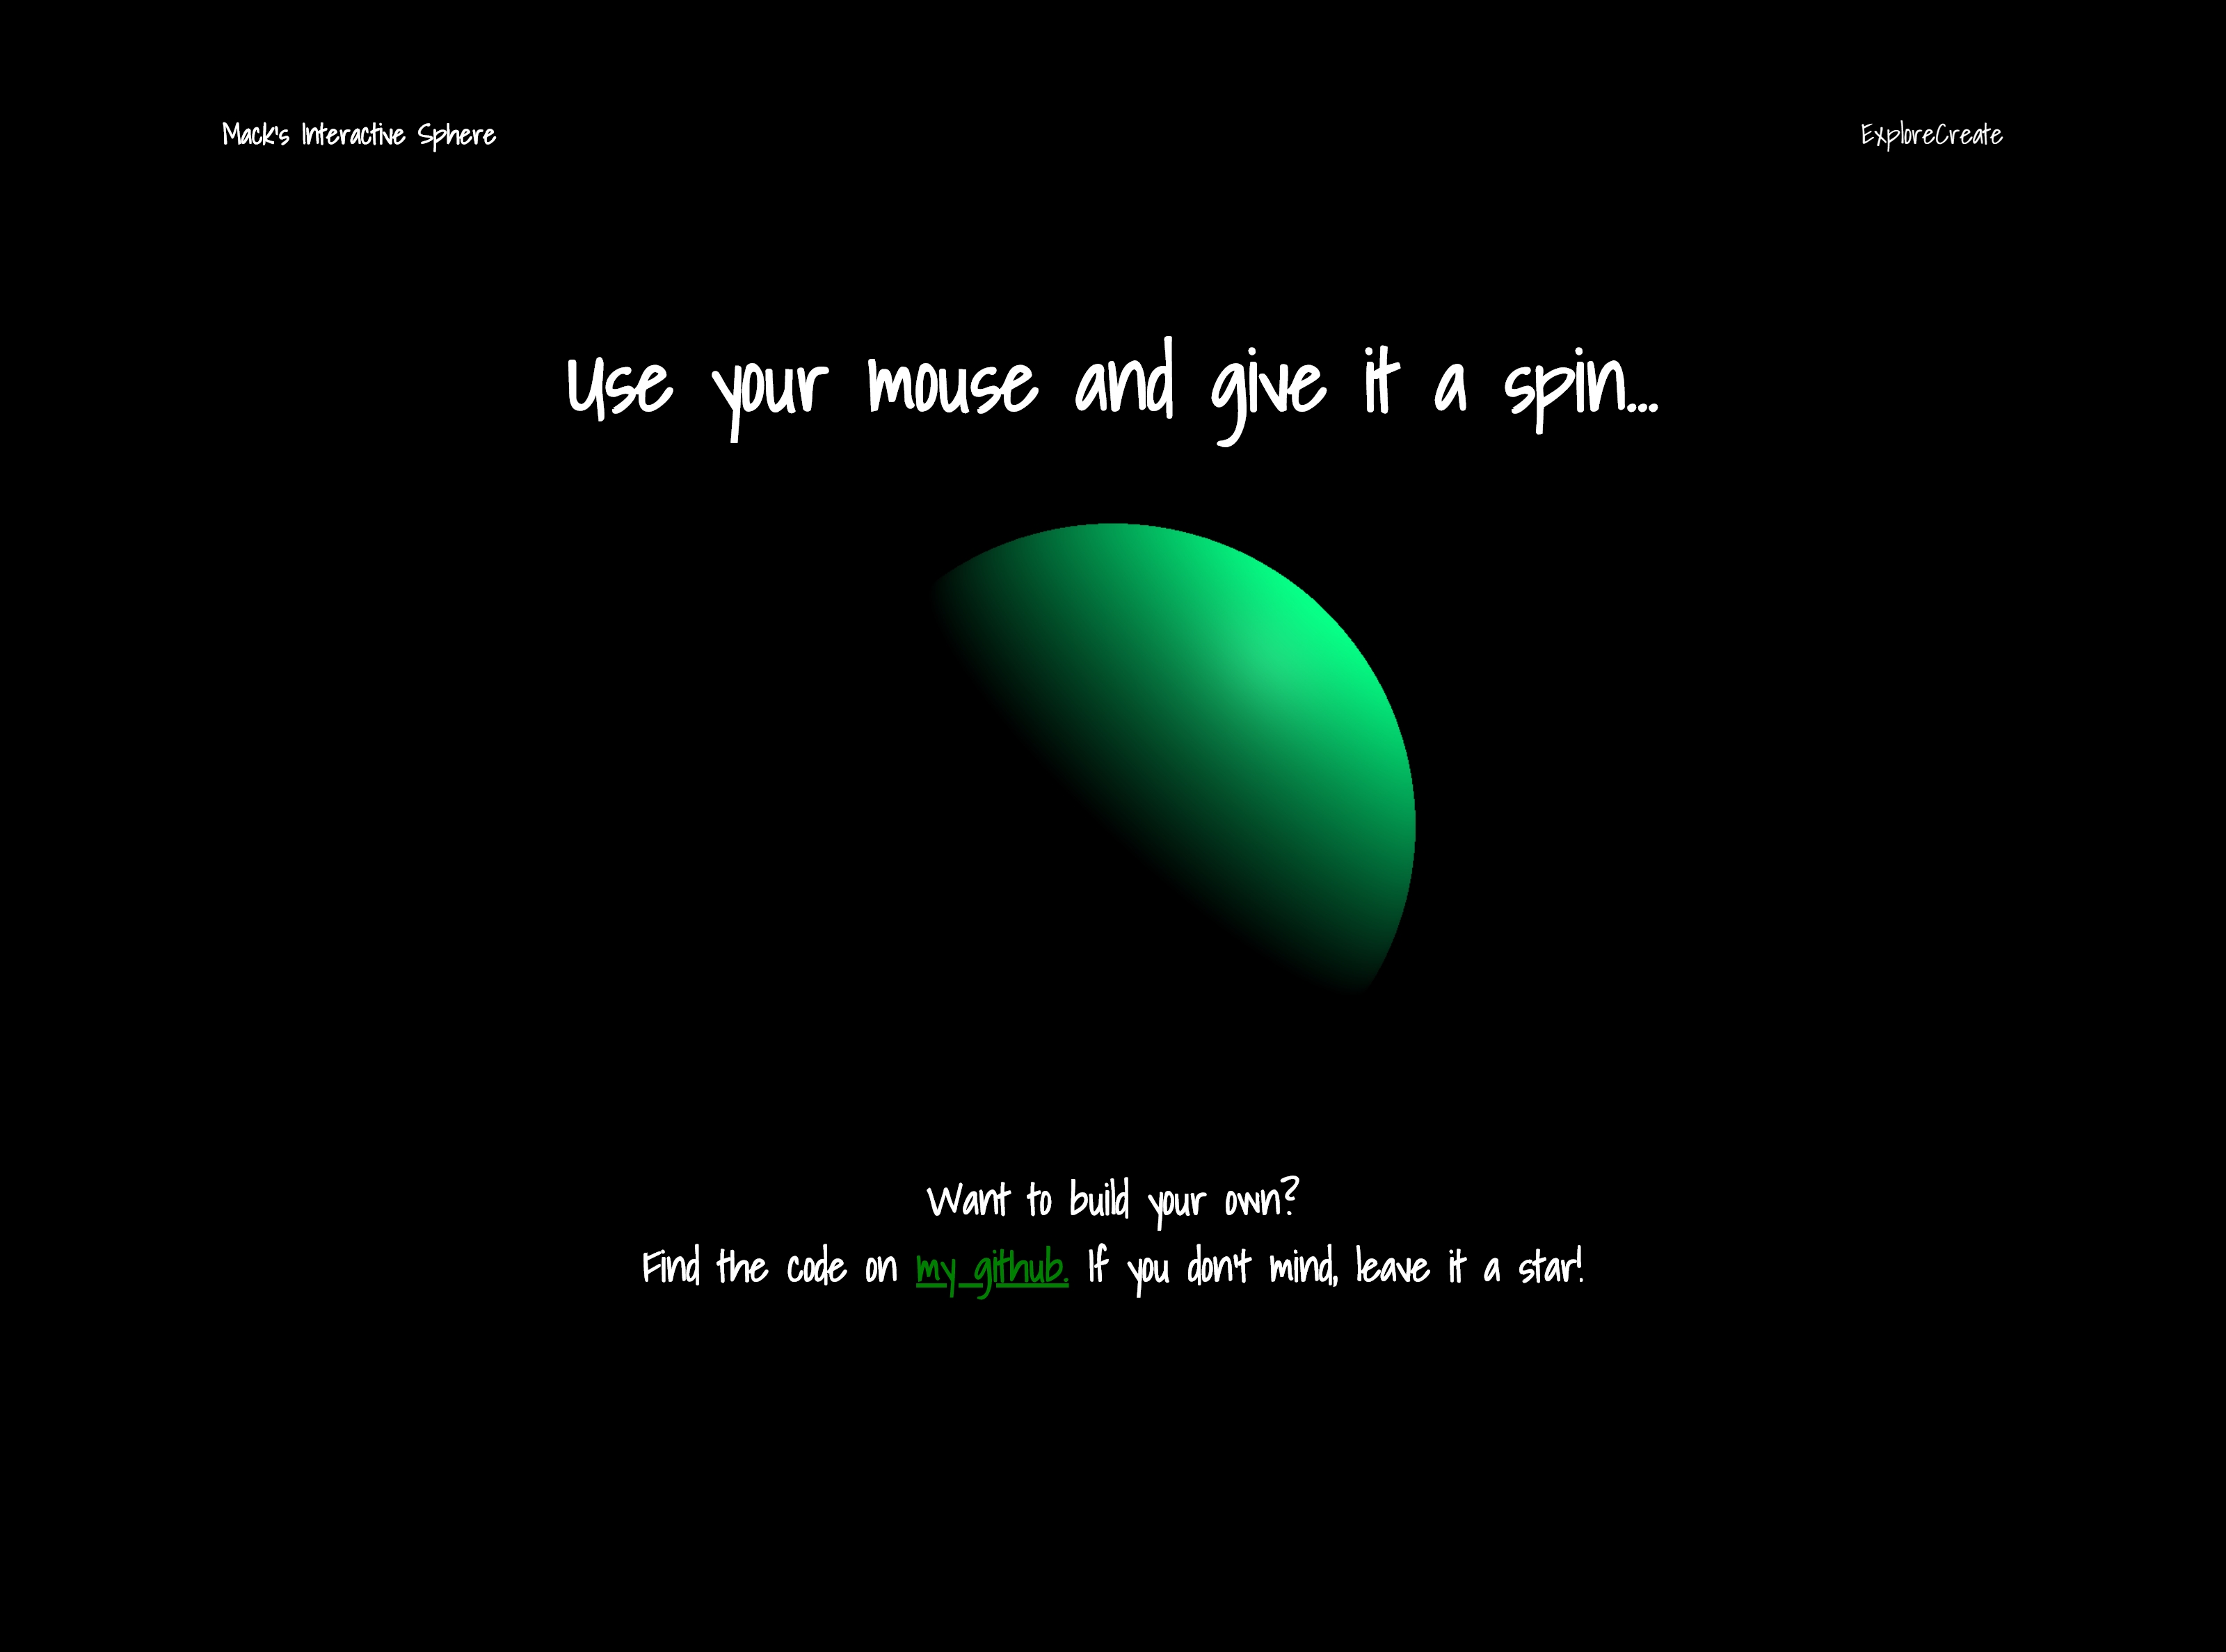 Mack's Interactive Sphere
ExploreCreate
Use your mouse and give it a spin...
Want to build your own?
Find the code on my github. If you don't mind, leave it a star!